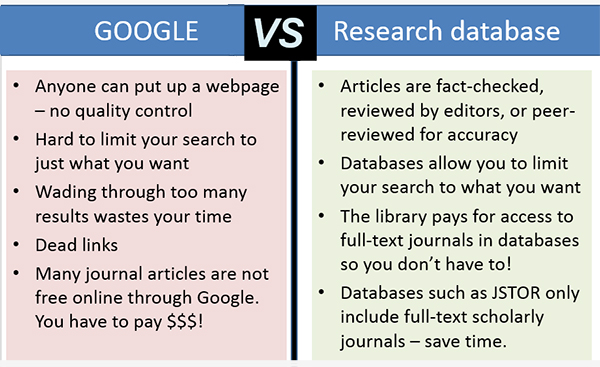 GOOGLE
VS
Research database
• Anyone can put up a webpage
– no quality control
• Hard to limit your search to
just what you want
• Wading through too many
results wastes your time
• Dead links
• Many journal articles are not
free online through Google.
You have to pay $$$!
• Articles are fact-checked,
reviewed by editors, or peer-
reviewed for accuracy
• Databases allow you to limit
your search to what you want
• The library pays for access to
full-text journals in databases
so you don’t have to!
• Databases such as JSTOR only
include full-text scholarly
journals – save time.